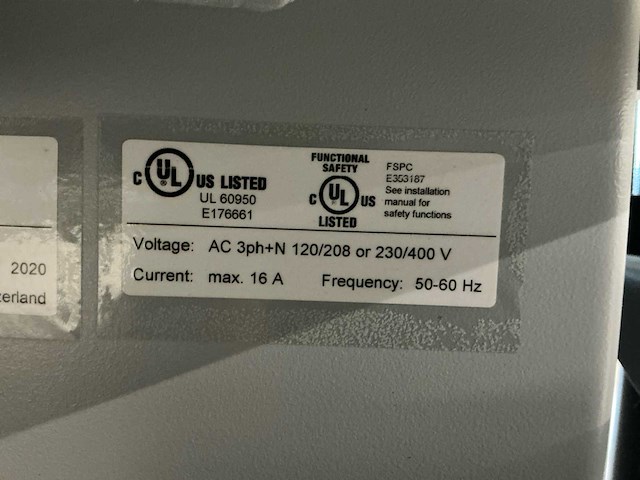 2020
zerland
C UL ® US LISTED
UL 60950
E176661
FUNCTIONAL
SAFETY
C UL ® US
LISTED
FSPC
E303187
See installation
manual for
safety functions
Voltage: AC 3ph+N 120/208 or 230/400 V
Current: max. 16 A Frequency: 50-60 Hz